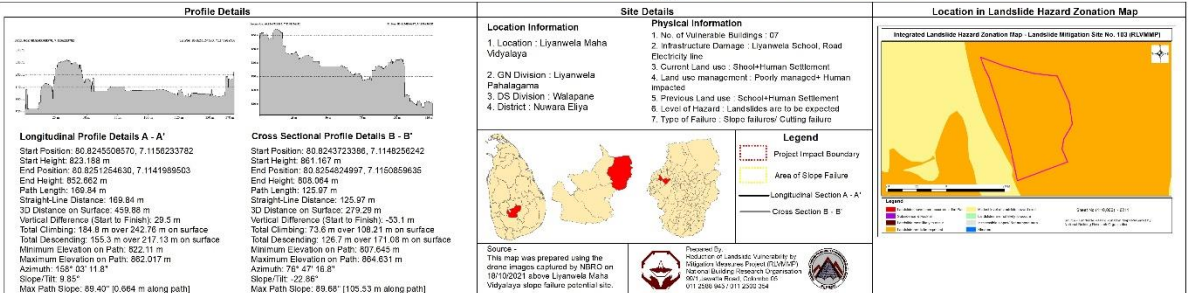 Profile Details
Site Details
Location in Landslide Hazard Zonation Map
Longitudinal Profile Details A - A'
Start Position: 80.8245508570, 7.1156233782
Start Height: 823.188 m
End Position: 80.8251254630, 7.1141989503
End Height: 852.662 m
Path Length: 169.84 m
Straight-Line Distance: 169.84 m
3D Distance on Surface: 459.88 m
Vertical Difference (Start to Finish): 29.5 m
Total Climbing: 184.8 m over 242.76 m on surface
Total Descending: 155.3 m over 217.13 m on surface
Minimum Elevation on Path: 822.11 m
Maximum Elevation on Path: 862.017 m
Azimuth: 158° 03' 11.8"
Slope/Tilt: 9.85°
Max Path Slope: 89.40° [0.664 m along path]
Cross Sectional Profile Details B - B'
Start Position: 80.8243723386, 7.1148256242
Start Height: 861.167 m
End Position: 80.8254824997, 7.1150859635
End Height: 808.064 m
Path Length: 125.97 m
Straight-Line Distance: 125.97 m
3D Distance on Surface: 279.29 m
Vertical Difference (Start to Finish): -53.1 m
Total Climbing: 73.6 m over 108.21 m on surface
Total Descending: 126.7 m over 171.08 m on surface
Minimum Elevation on Path: 807.645 m
Maximum Elevation on Path: 864.631 m
Azimuth: 76° 47' 16.8"
Slope/Tilt: -22.86°
Max Path Slope: 89.68° [105.53 m along path]
Location Information
1. Location : Liyanwela Maha
Vidyalaya
2. GN Division : Liyanwela
Pahalagama
3. DS Division : Walapane
4. District : Nuwara Eliya
Physical Information
1. No. of Vulnerable Buildings : 07
2. Infrastructure Damage : Liyanwela School, Road
Electricity line
3. Current Land use : Shool+Human Settlement
4. Land use management : Poorly managed+ Human
impacted
5. Previous Land use : School+Human Settlement
6. Level of Hazard : Landslides are to be expected
7. Type of Failure : Slope failures/ Cutting failure
Legend
Project Impact Boundary
Area of Slope Failure
Longitudinal Section A - A'
Cross Section B - B'
Source -
This map was prepared using the
drone images captured by NBRO on
18/10/2021 above Liyanwela Maha
Vidyalaya slope failure potential site.
Prepared By,
Reduction of Landslide Vulnerability by
Mitigation Measures Project (RLVMMP)
National Building Research Organisation
99/1 Jawatta Road, Colombo 05
Integrated Landslide Hazard Zonation Map - Landslide Mitigation Site No. 103 (RLVMMP)
Legend